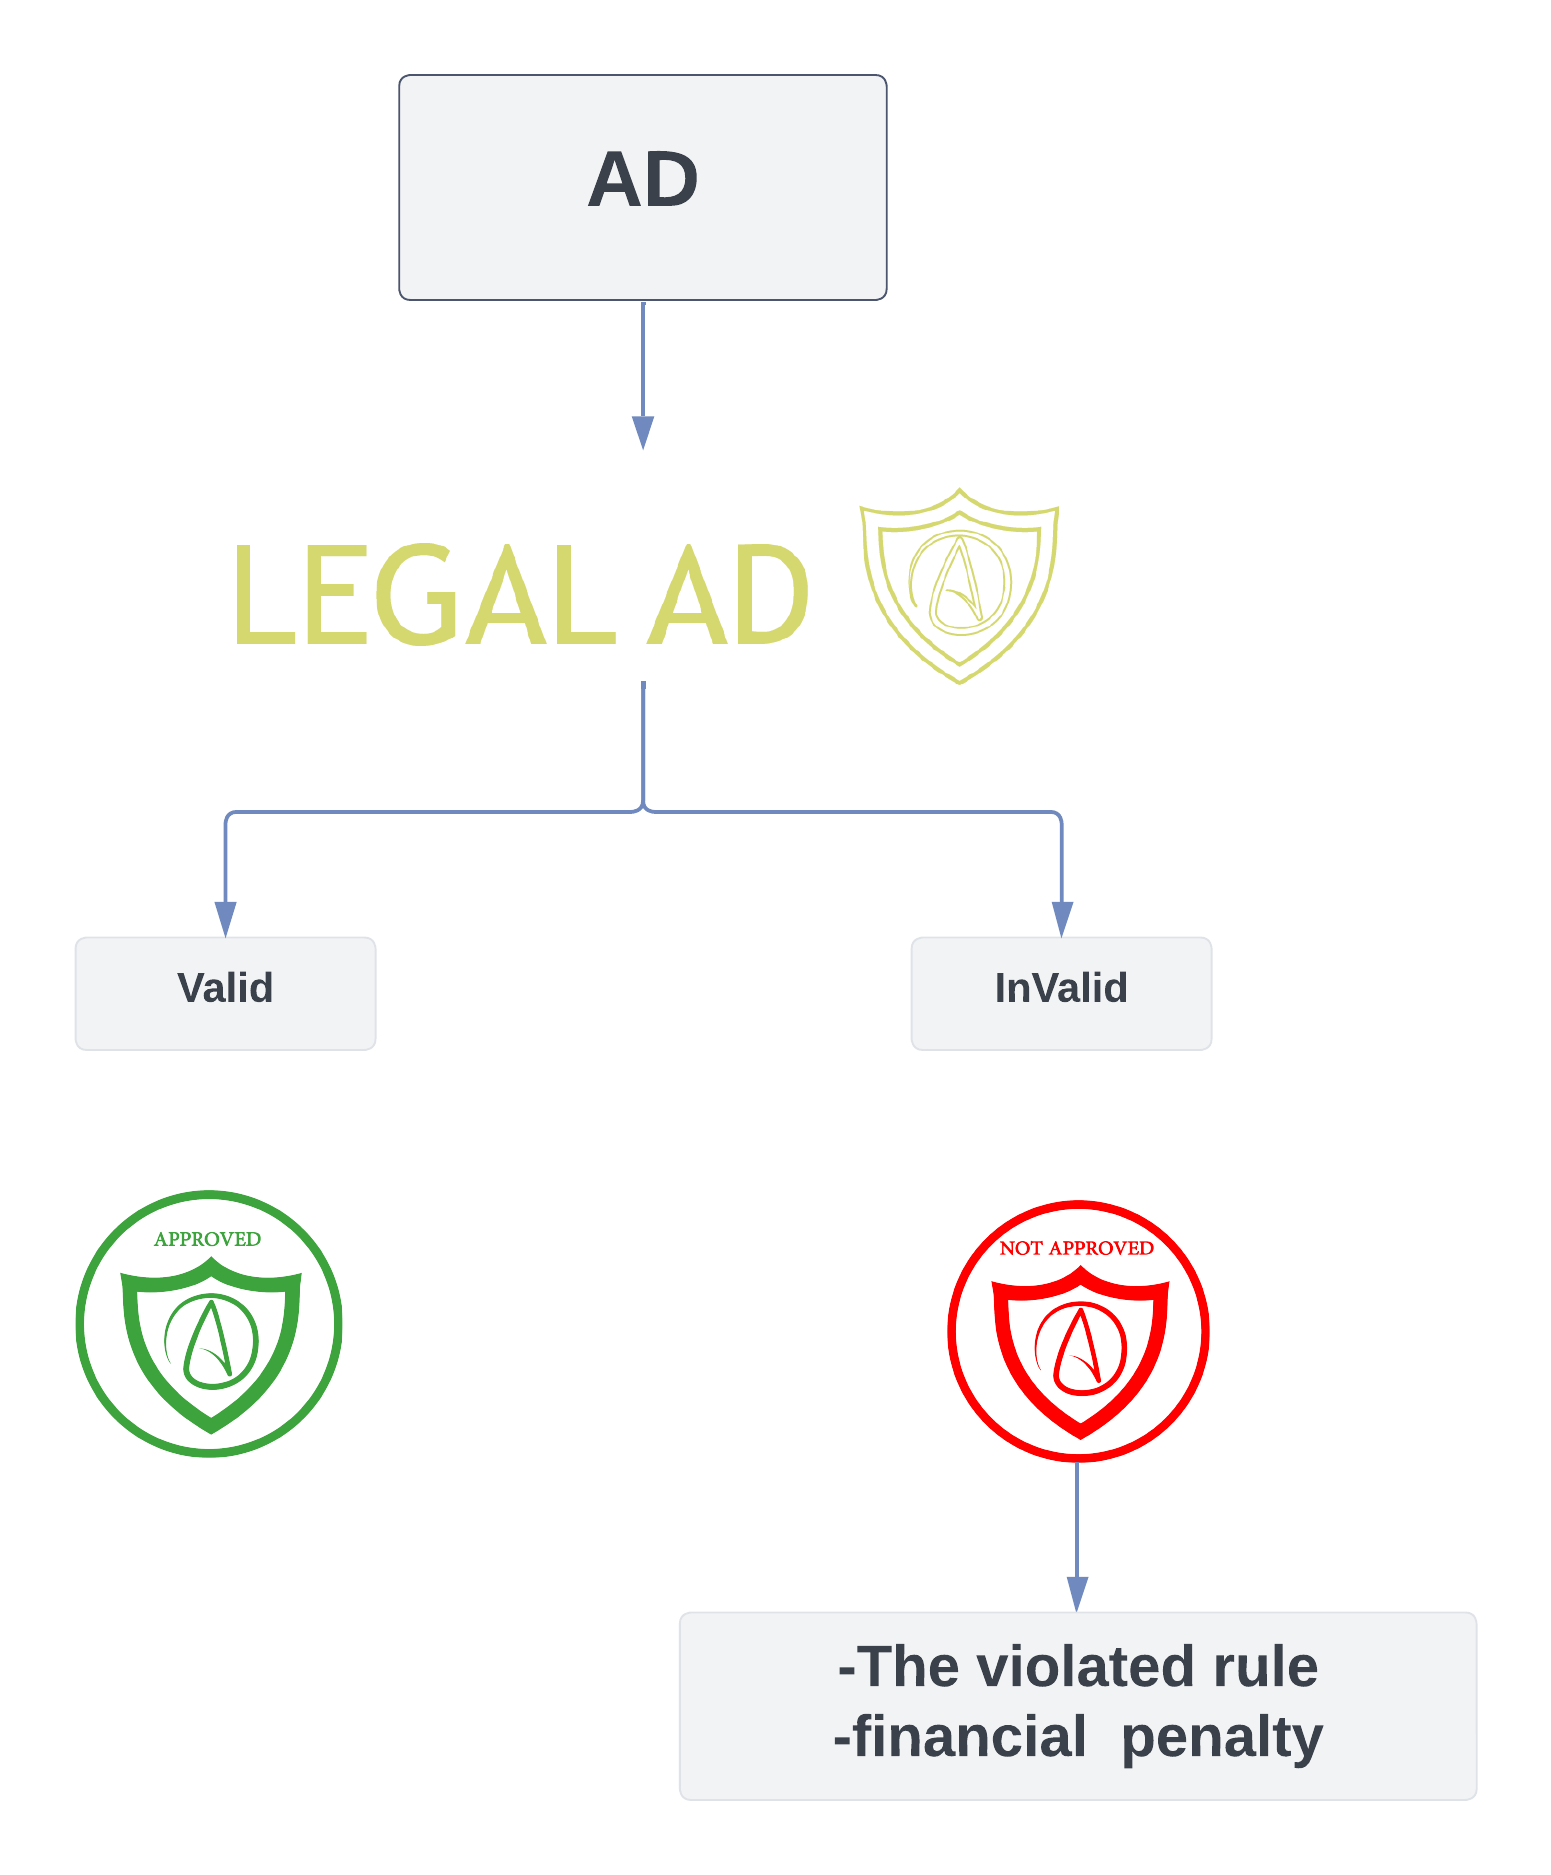 AD
LEGAL AD
Valid
InValid
APPROVED
NOT APPROVED
-The violated rule
-financial  penalty